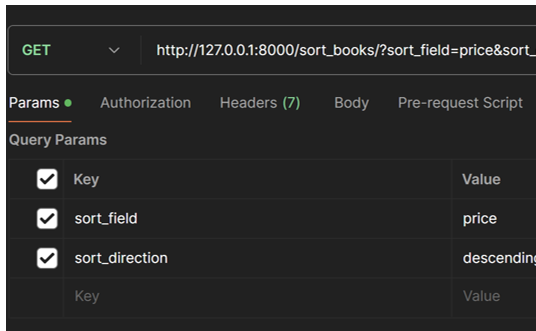 GET http://127.0.0.1:8000/sort_books/?sort_field=price&sort_
Params Authorization Headers (7) Body Pre-request Script
Query Params
Key Value
sort_field price
sort_direction descending
Key Value